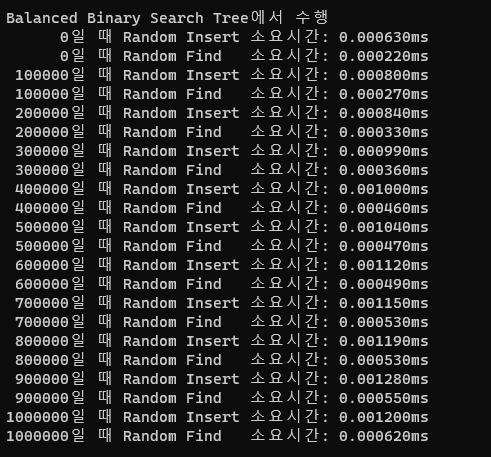 Balanced Binary Search Tree에서 수행
0일 때 Random Insert 소요시간: 0.000630ms
0일 때 Random Find 소요시간: 0.000220ms
100000일 때 Random Insert 소요시간: 0.000800ms
100000일 때 Random Find 소요시간: 0.000270ms
200000일 때 Random Insert 소요시간: 0.000840ms
200000일 때 Random Find 소요시간: 0.000330ms
300000일 때 Random Insert 소요시간: 0.000990ms
300000일 때 Random Find 소요시간: 0.000360ms
400000일 때 Random Insert 소요시간: 0.001000ms
400000일 때 Random Find 소요시간: 0.000460ms
500000일 때 Random Insert 소요시간: 0.001040ms
500000일 때 Random Find 소요시간: 0.000470ms
600000일 때 Random Insert 소요시간: 0.001120ms
600000일 때 Random Find 소요시간: 0.000490ms
700000일 때 Random Insert 소요시간: 0.001150ms
700000일 때 Random Find 소요시간: 0.000530ms
800000일 때 Random Insert 소요시간: 0.001190ms
800000일 때 Random Find 소요시간: 0.000530ms
900000일 때 Random Insert 소요시간: 0.001280ms
900000일 때 Random Find 소요시간: 0.000550ms
1000000일 때 Random Insert 소요시간: 0.001200ms
1000000일 때 Random Find 소요시간: 0.000620ms